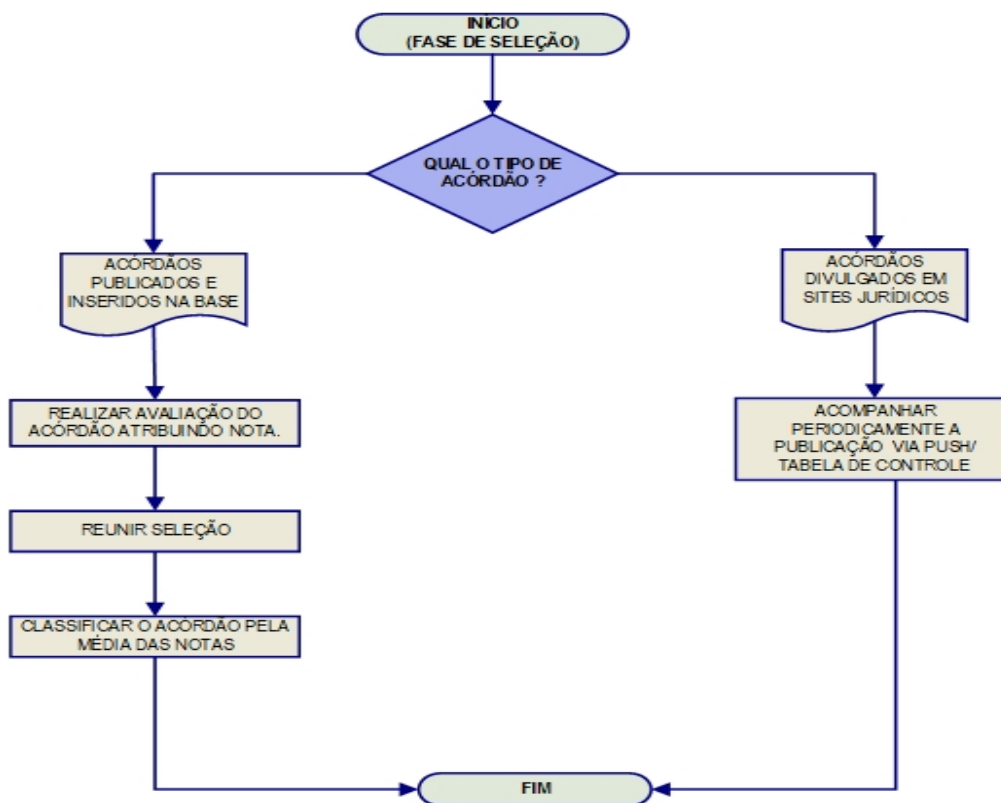 INÍCIO
(FASE DE SELEÇÃO)
QUAL O TIPO DE
ACÓRDÃO ?
ACÓRDÃOS
PUBLICADOS E
INSERIDOS NA BASE
ACÓRDÃOS
DIVULGADOS EM
SITES JURÍDICOS
REALIZAR AVALIAÇÃO DO
ACÓRDÃO ATRIBUINDO NOTA.
ACOMPANHAR
PERIODICAMENTE A
PUBLICAÇÃO VIA PUSH/
TABELA DE CONTROLE
REUNIR SELEÇÃO
CLASSIFICAR O ACÓRDÃO PELA
MÉDIA DAS NOTAS
FIM